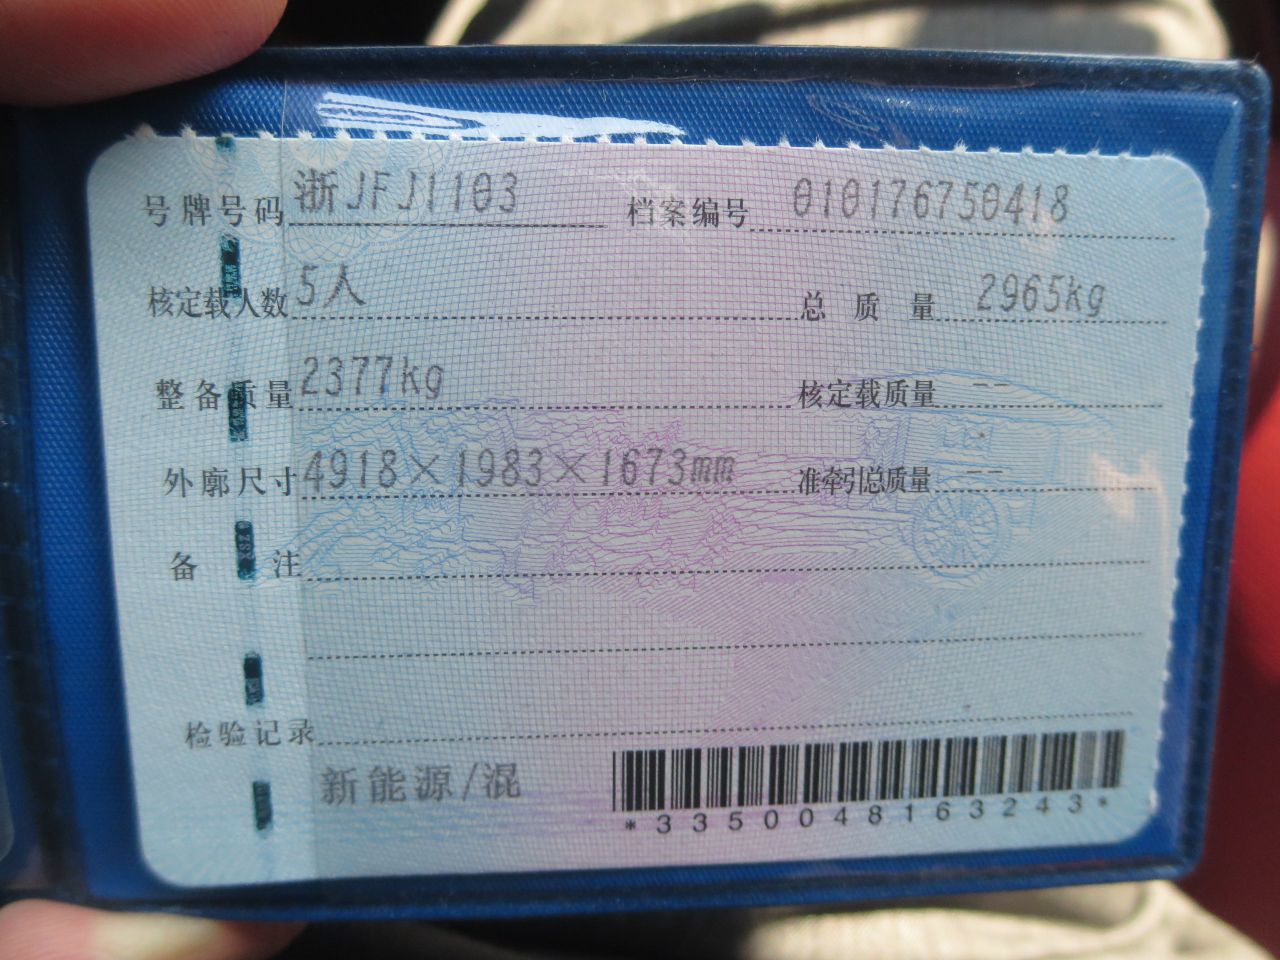 号牌号码 浙JFJ1103 档案编号 010176750418
核定载人数 5人 总质量 2965kg
整备质量 2377kg 核定载质量 --
外廓尺寸 4918×1983×1673mm 准牵引总质量 --
备注
检验记录
新能源/混
*3350048163243*